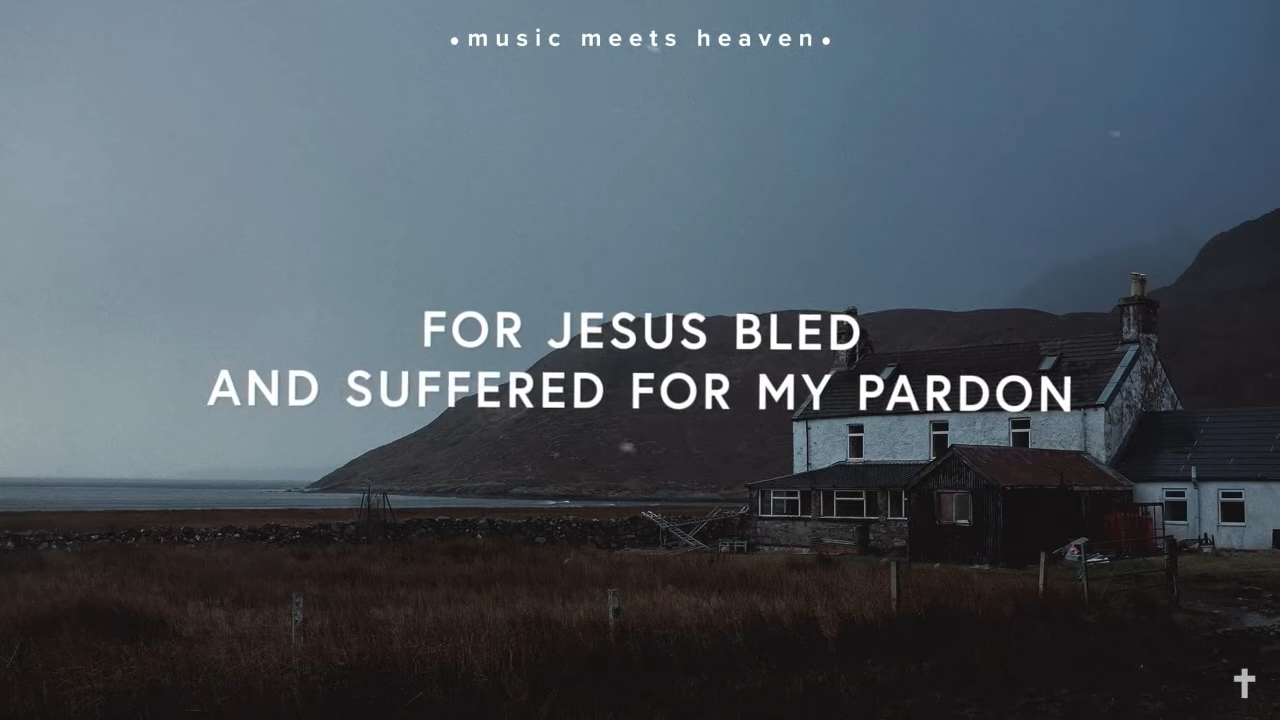 •music meets heaven•
FOR JESUS BLED
AND SUFFERED FOR MY PARDON